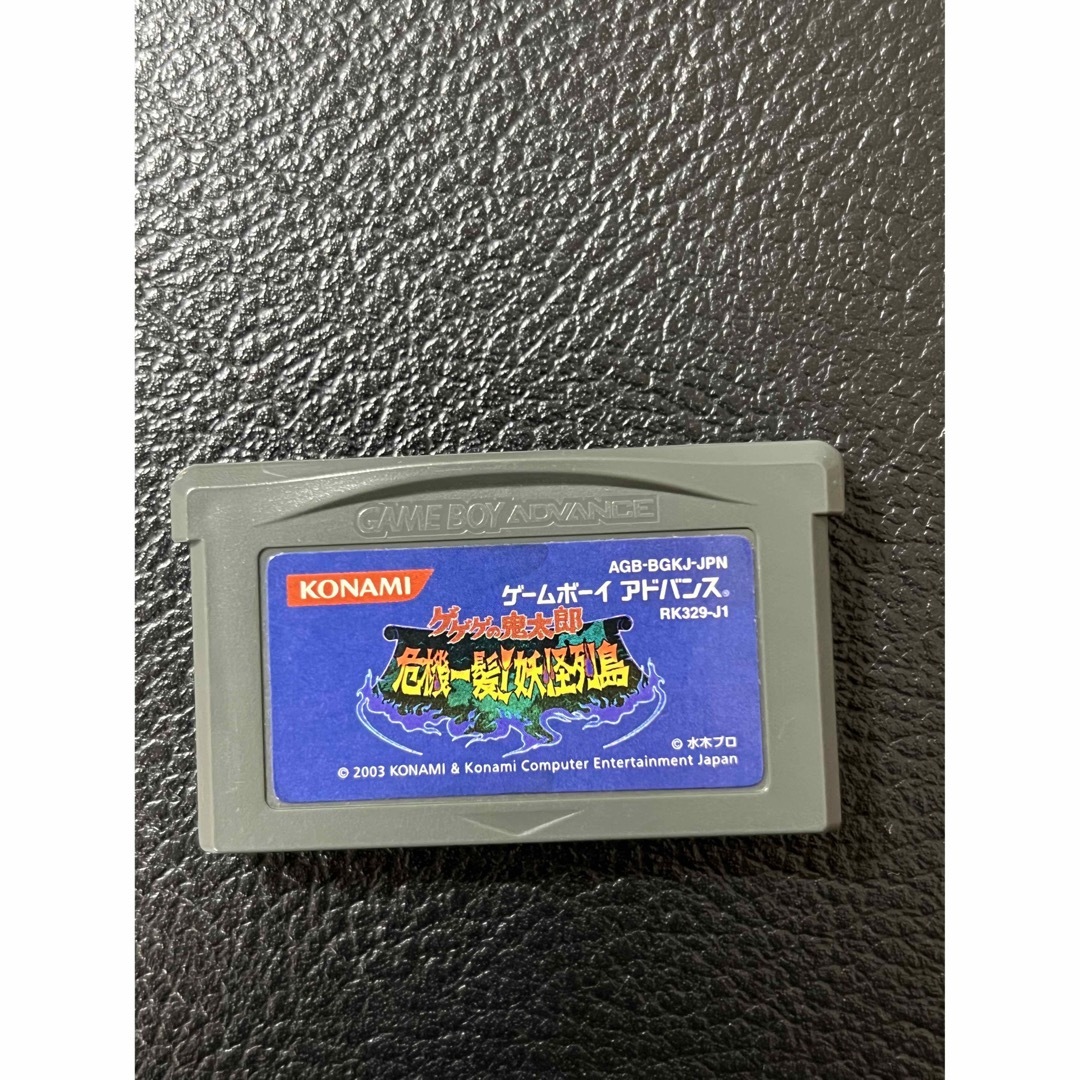 GAME BOY ADVANCE
KONAMI
AGB-BGKJ-JPN
ゲームボーイ アドバンス®
RK329-J1
ゲゲゲの鬼太郎
危機一髪!妖怪列島
© 水木プロ
© 2003 KONAMI & Konami Computer Entertainment Japan